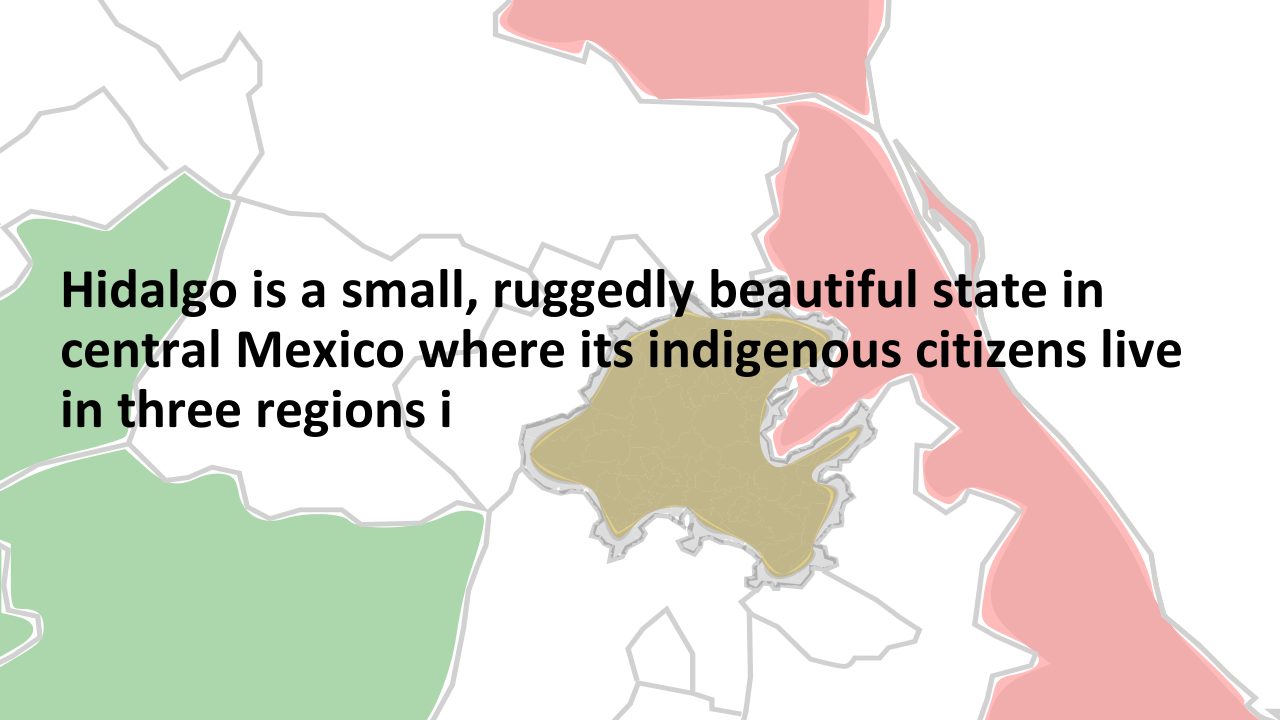 Hidalgo is a small, ruggedly beautiful state in
central Mexico where its indigenous citizens live
in three regions i